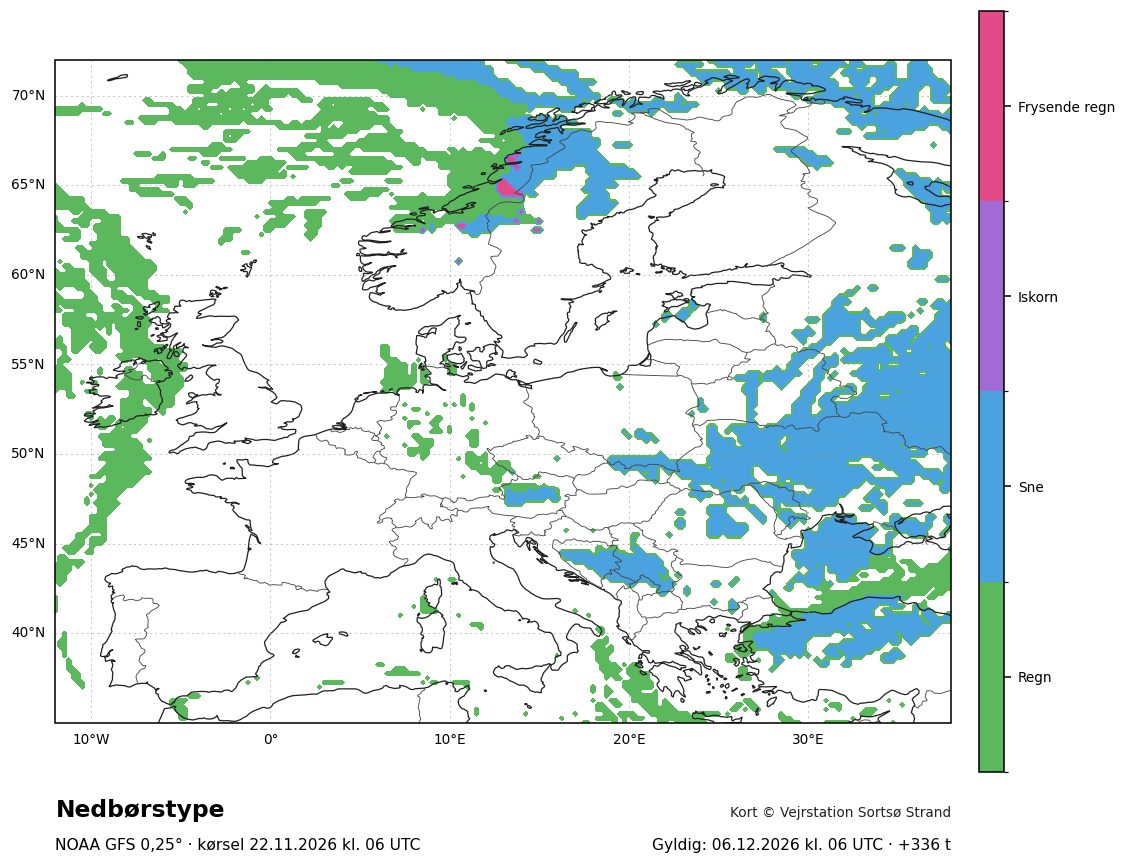 70°N
65°N
60°N
55°N
50°N
45°N
40°N
10°W
0°
10°E
20°E
30°E
Frysende regn
Iskorn
Sne
Regn
Nedbørstype
Kort © Vejrstation Sortsø Strand
NOAA GFS 0,25° · kørsel 22.11.2026 kl. 06 UTC
Gyldig: 06.12.2026 kl. 06 UTC · +336 t